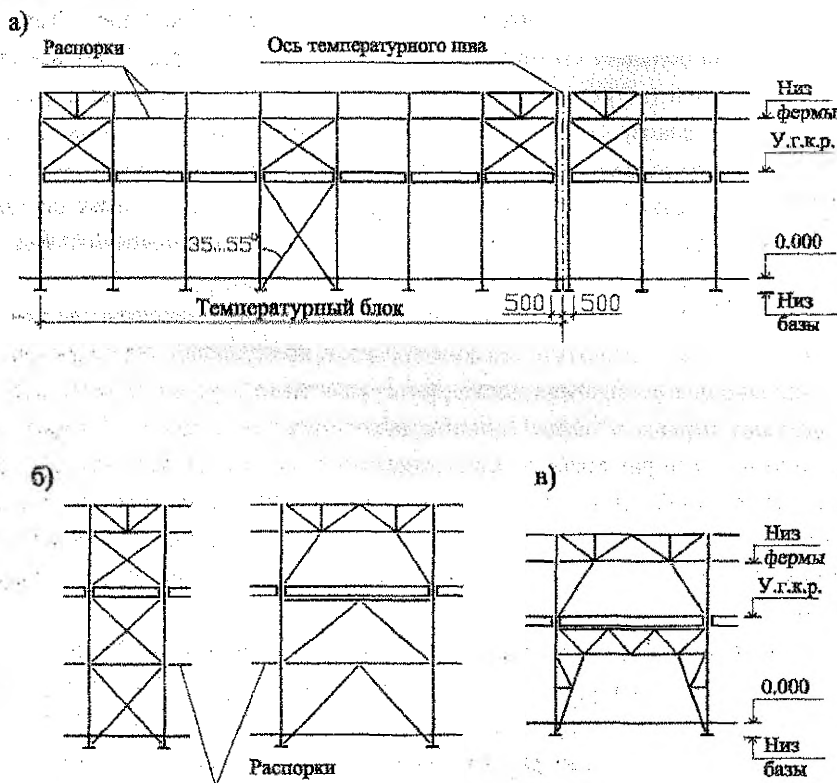 а)
Распорки
Ось температурного шва
Низ
фермы
У.г.к.р.
35...55°
0.000
Температурный блок
500
500
Низ
базы
б)
в)
Низ
фермы
У.г.к.р.
0.000
Низ
базы
Распорки